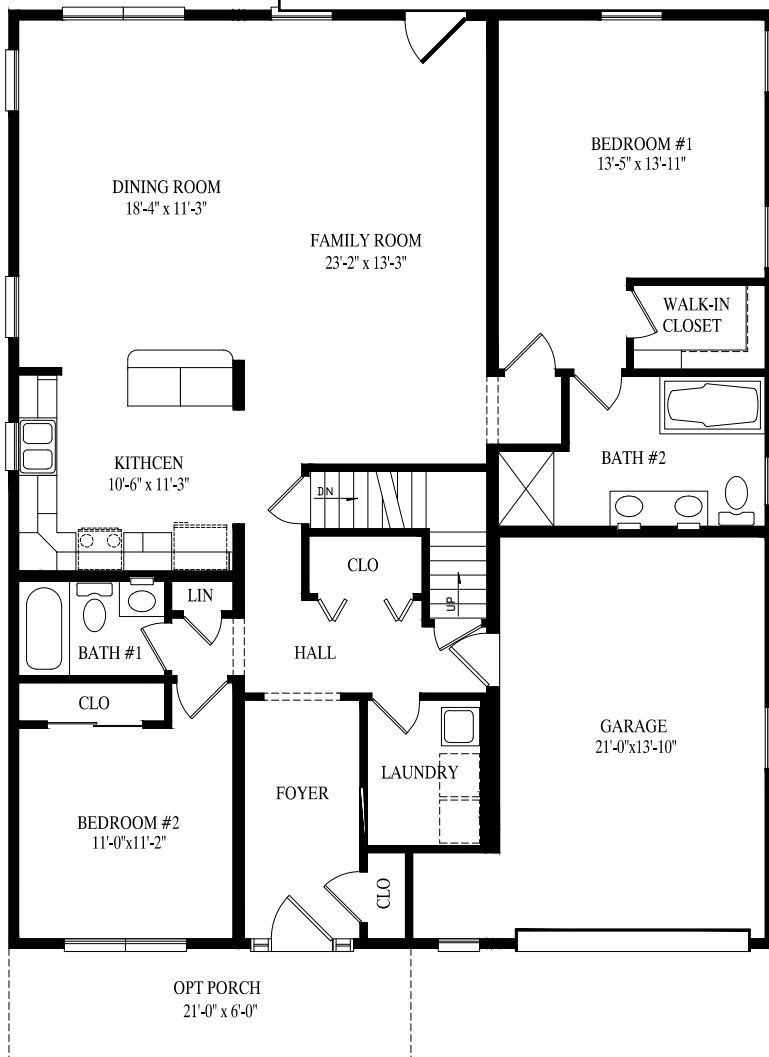 BEDROOM #1
13'-5" x 13'-11"
DINING ROOM
18'-4" x 11'-3"
FAMILY ROOM
23'-2" x 13'-3"
WALK-IN
CLOSET
KITHCEN
10'-6" x 11'-3"
BATH #2
DN
CLO
LIN
UP
BATH #1
HALL
CLO
GARAGE
21'-0"x13'-10"
LAUNDRY
FOYER
BEDROOM #2
11'-0"x11'-2"
CLO
OPT PORCH
21'-0" x 6'-0"